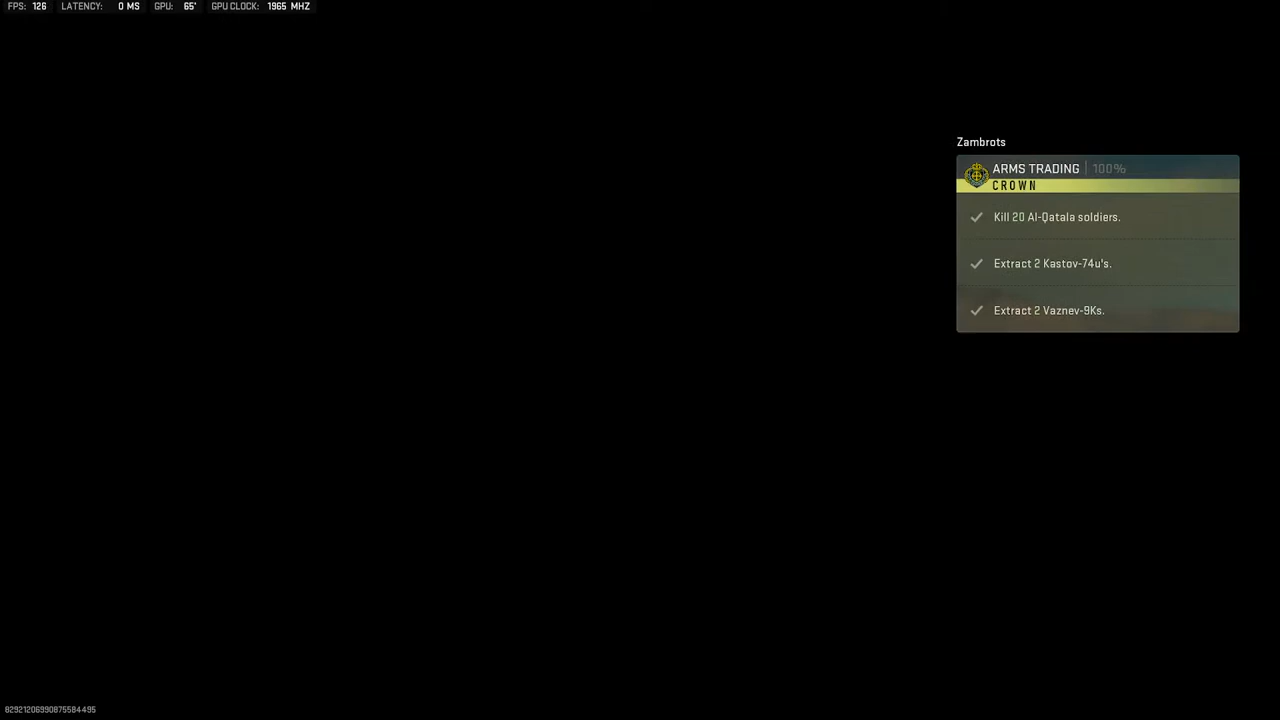 FPS: 126 LATENCY: 0 MS GPU: 65° GPU CLOCK: 1965 MHZ
Zambrots
ARMS TRADING | 100%
CROWN
Kill 20 Al-Qatala soldiers.
Extract 2 Kastov-74u's.
Extract 2 Vaznev-9Ks.
82921206990875584495